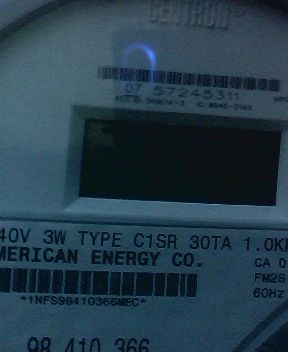 CENTRON
07 57245311
40V 3W TYPE C1SR 30TA 1.0K
MERICAN ENERGY CO.
CA 0
FM2S
60Hz
*1NFS98410366MEC*
98 410 366